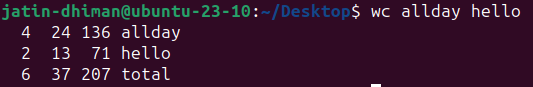 jatin-dhiman@ubuntu-23-10:~/Desktop$ wc allday hello
4 24 136 allday
2 13 71 hello
6 37 207 total